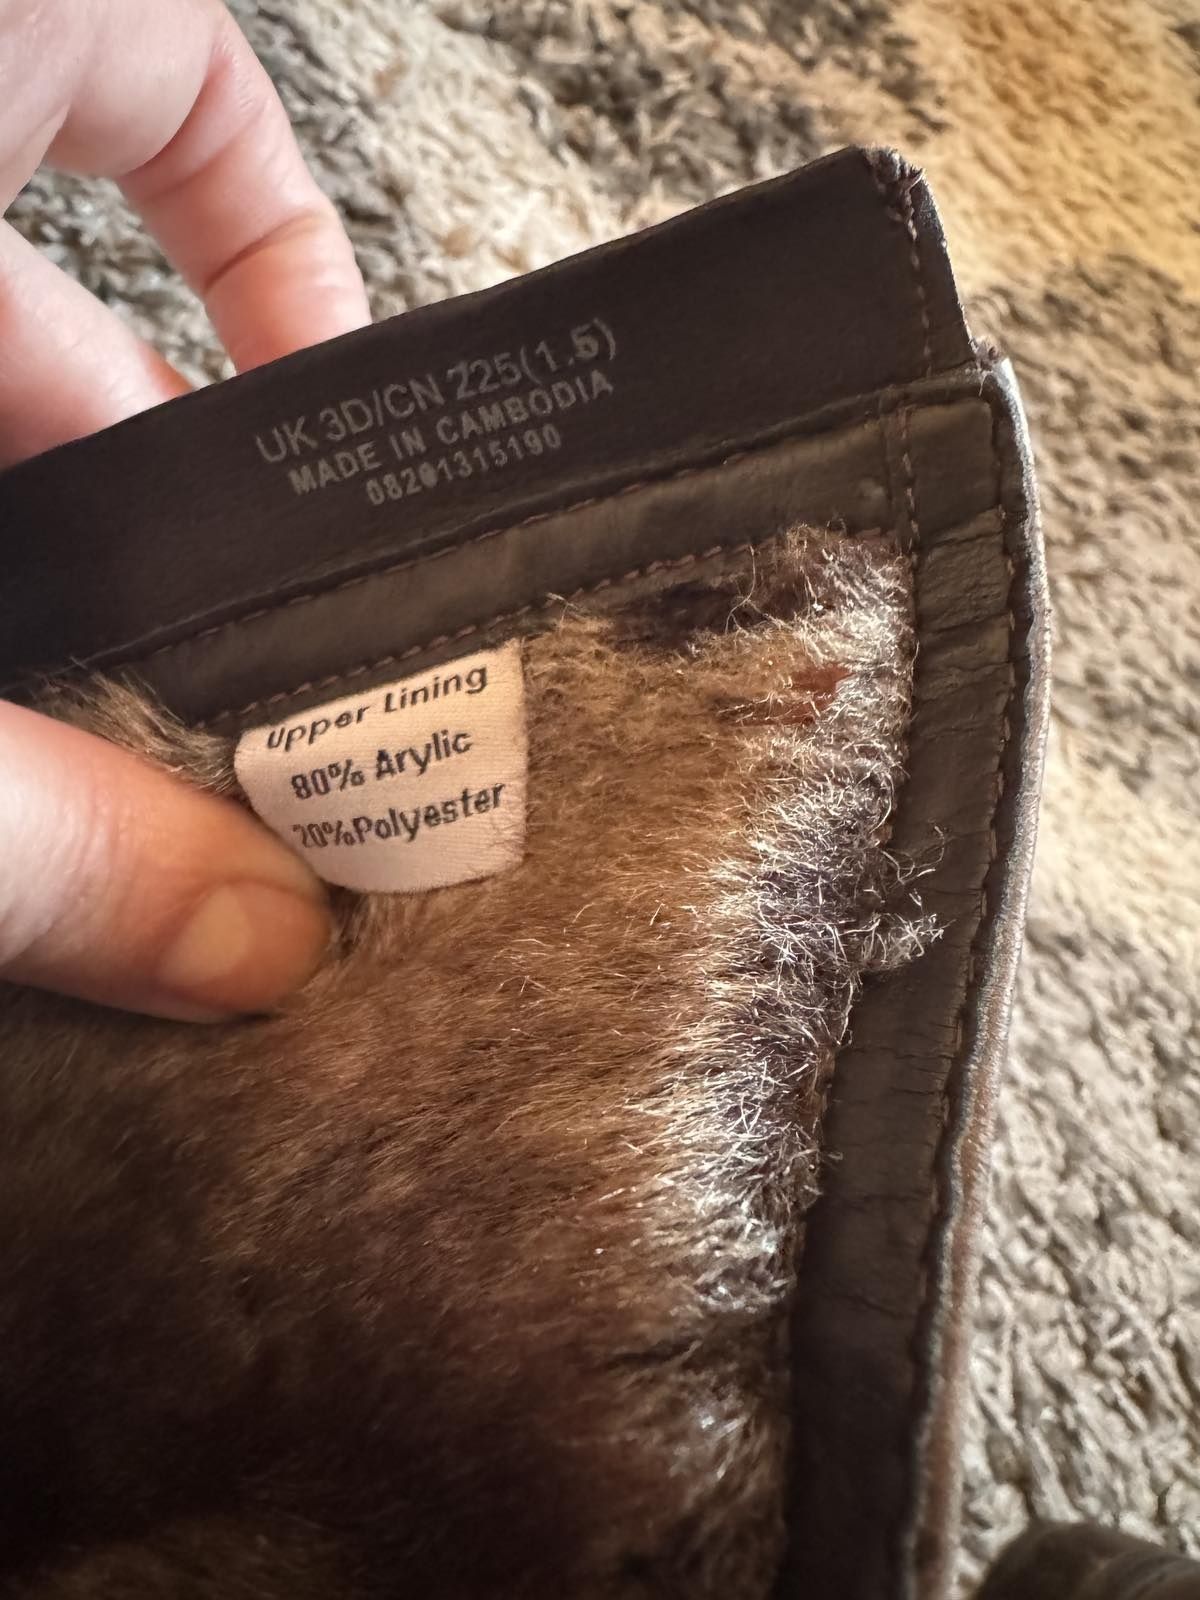 UK 3D/CN 225(1.5)
MADE IN CAMBODIA
08201315190
Upper Lining
80% Arylic
20%Polyester